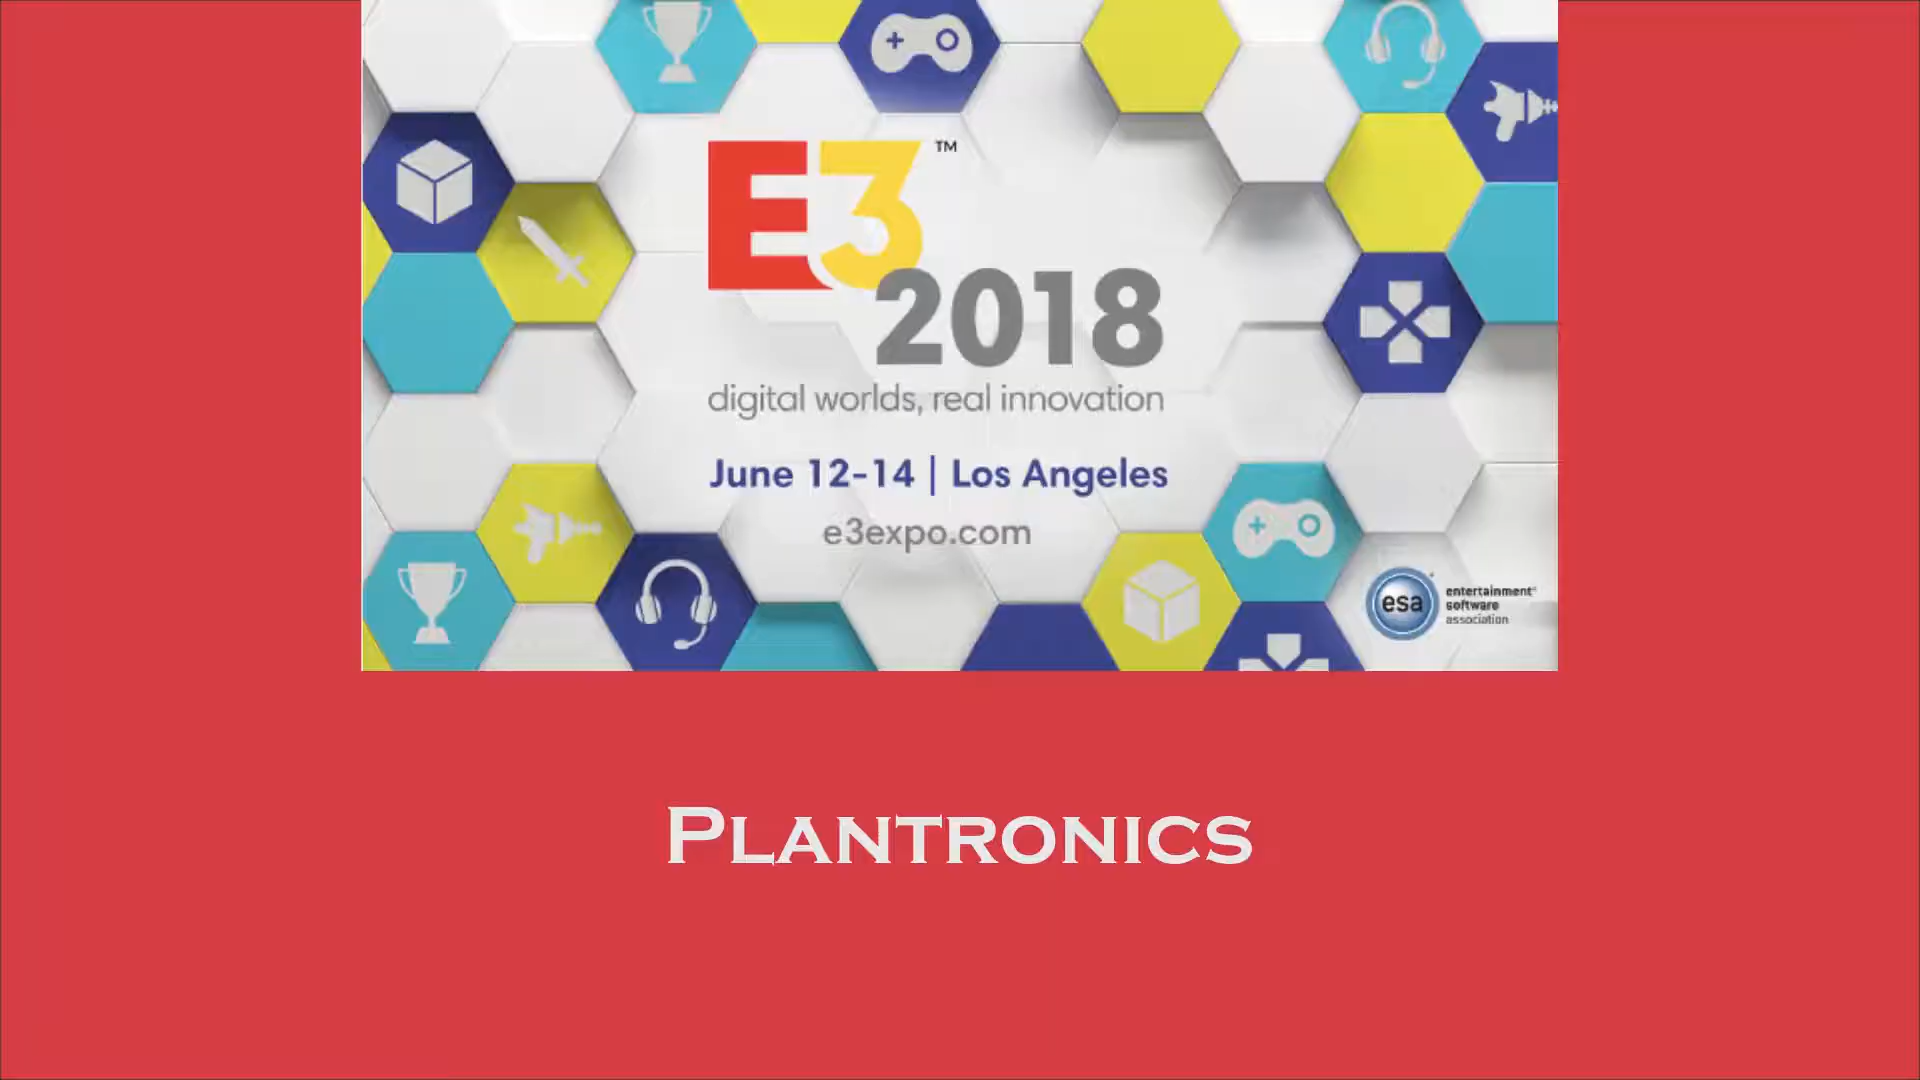 E3™
2018
digital worlds, real innovation
June 12-14 | Los Angeles
e3expo.com
esa
entertainment®
software
association
PLANTRONICS